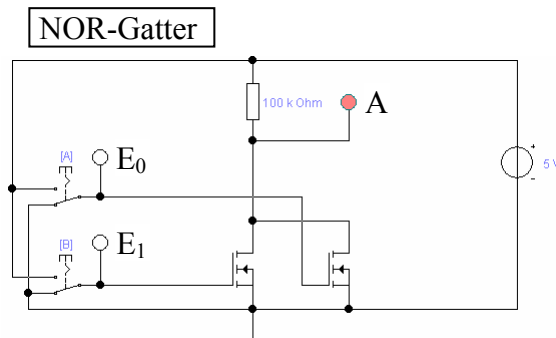 NOR-Gatter
100 k Ohm
A
[A]
E₀
+
5 V
-
[B]
E₁